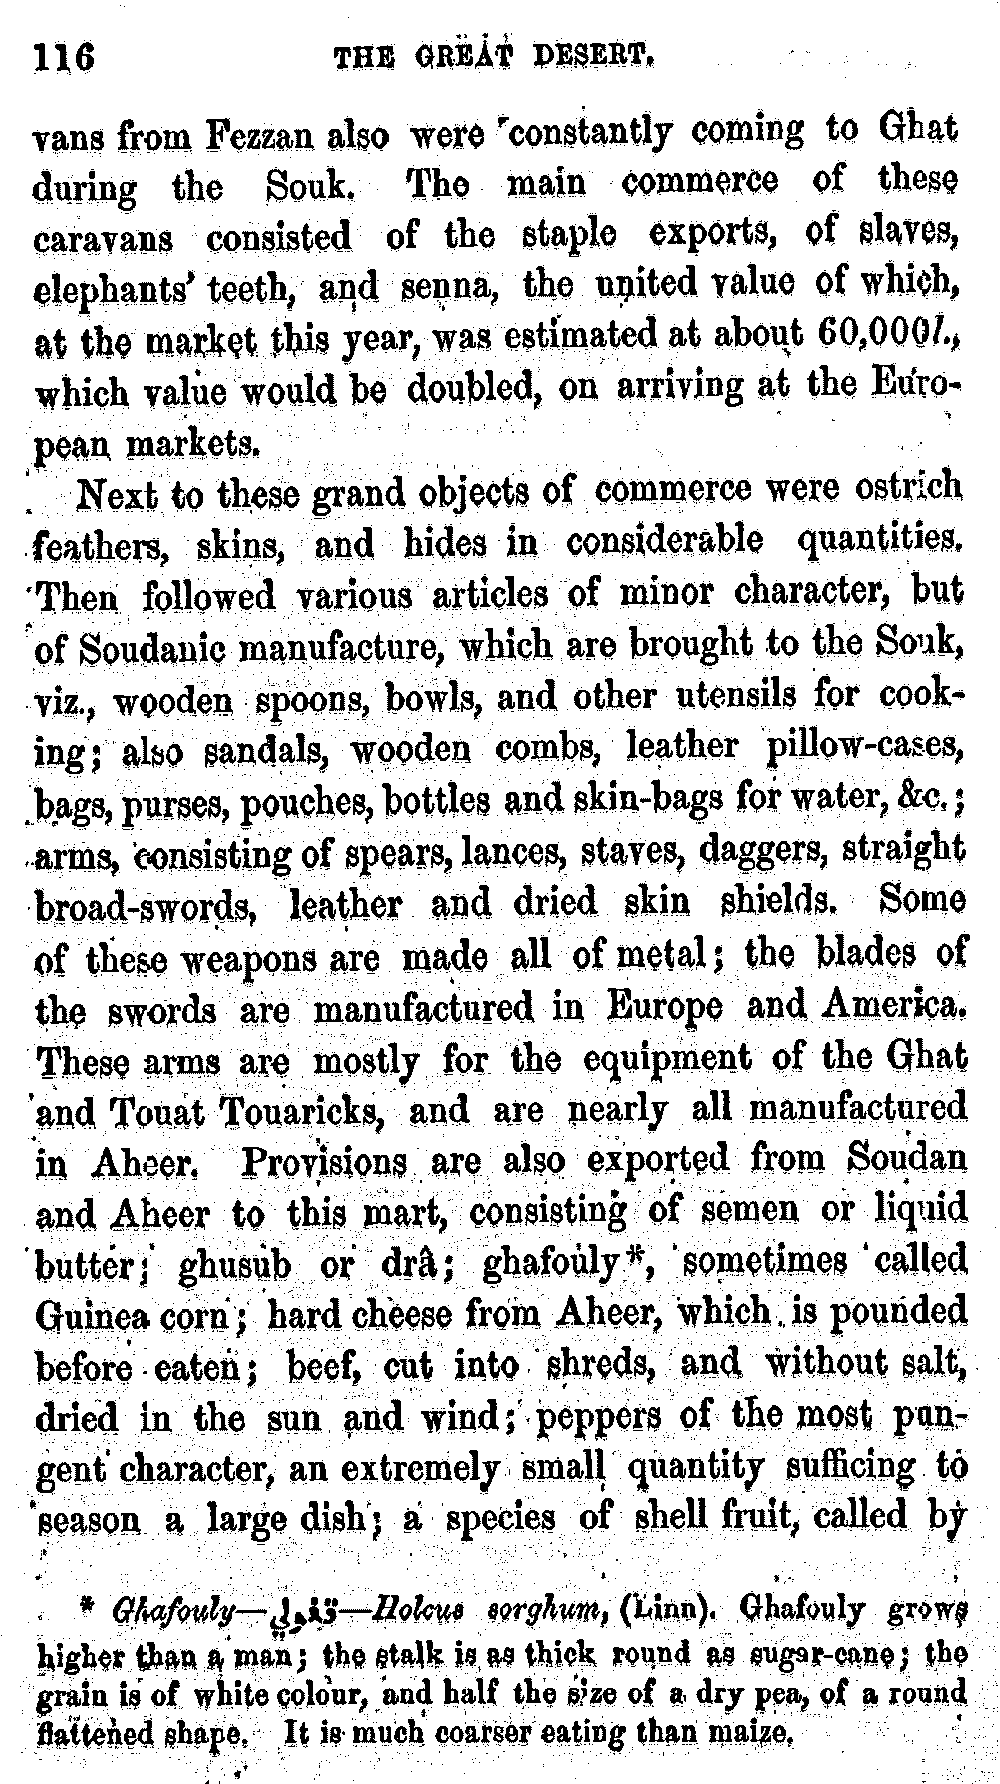 116 THE GREAT DESERT.
vans from Fezzan also were constantly coming to Ghat
during the Souk. The main commerce of these
caravans consisted of the staple exports, of slaves,
elephants' teeth, and senna, the united value of which,
at the market this year, was estimated at about 60,000l.,
which value would be doubled, on arriving at the Euro-
pean markets.
Next to these grand objects of commerce were ostrich
feathers, skins, and hides in considerable quantities.
Then followed various articles of minor character, but
of Soudanic manufacture, which are brought to the Souk,
viz., wooden spoons, bowls, and other utensils for cook-
ing; also sandals, wooden combs, leather pillow-cases,
bags, purses, pouches, bottles and skin-bags for water, &c.;
arms, consisting of spears, lances, staves, daggers, straight
broad-swords, leather and dried skin shields. Some
of these weapons are made all of metal; the blades of
the swords are manufactured in Europe and America.
These arms are mostly for the equipment of the Ghat
and Touat Touaricks, and are nearly all manufactured
in Aheer. Provisions are also exported from Soudan
and Aheer to this mart, consisting of semen or liquid
butter; ghusub or drâ; ghafouly*, sometimes called
Guinea corn; hard cheese from Aheer, which is pounded
before eaten; beef, cut into shreds, and without salt,
dried in the sun and wind; peppers of the most pun-
gent character, an extremely small quantity sufficing to
season a large dish; a species of shell fruit, called by
* Ghafouly——Holcus sorghum, (Linn). Ghafouly grows
higher than a man; the stalk is as thick round as sugar-cane; the
grain is of white colour, and half the size of a dry pea, of a round
flattened shape. It is much coarser eating than maize.